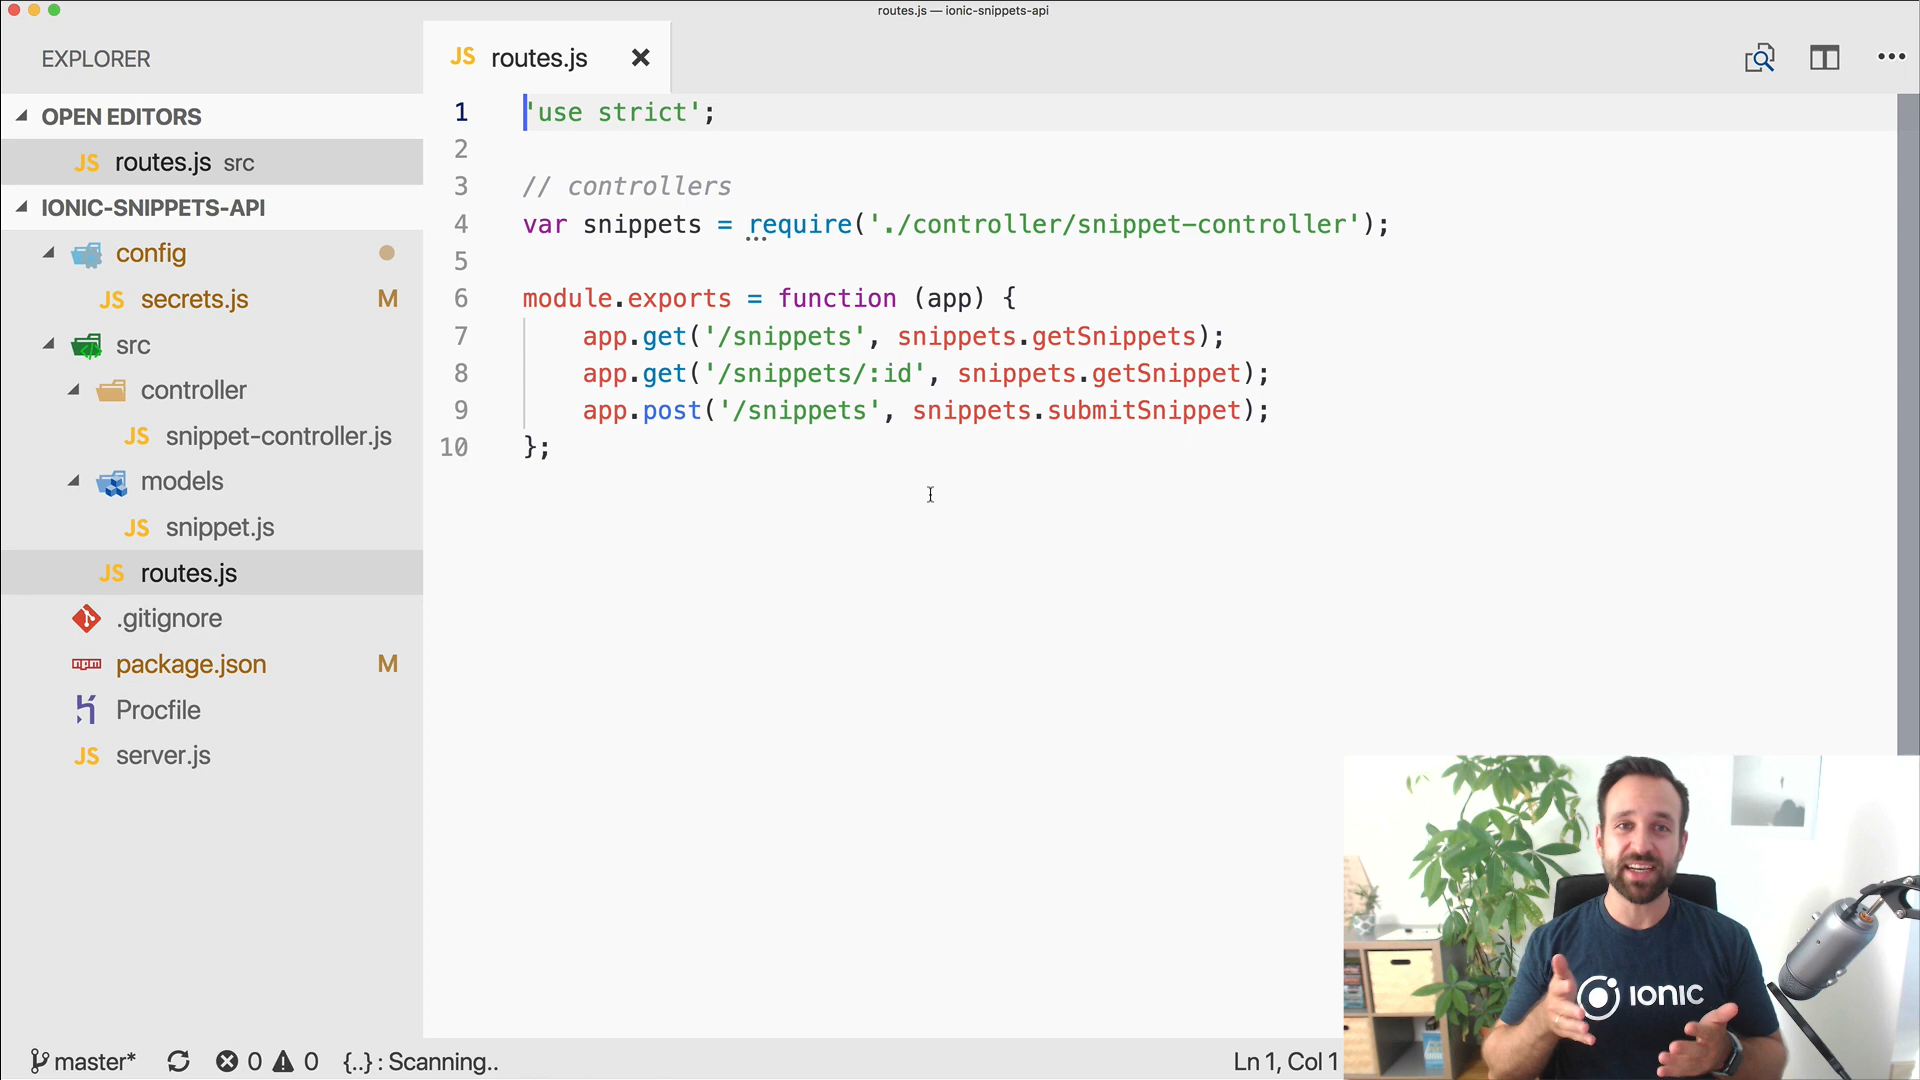 routes.js — ionic-snippets-api
EXPLORER
OPEN EDITORS
JS routes.js src
IONIC-SNIPPETS-API
config
JS secrets.js M
src
controller
JS snippet-controller.js
models
JS snippet.js
JS routes.js
.gitignore
npm package.json M
Procfile
JS server.js
JS routes.js
1 'use strict';
2
3 // controllers
4 var snippets = require('./controller/snippet-controller');
5
6 module.exports = function (app) {
7 app.get('/snippets', snippets.getSnippets);
8 app.get('/snippets/:id', snippets.getSnippet);
9 app.post('/snippets', snippets.submitSnippet);
10 };
ionic
master* 0 0 {..} : Scanning..
Ln 1, Col 1